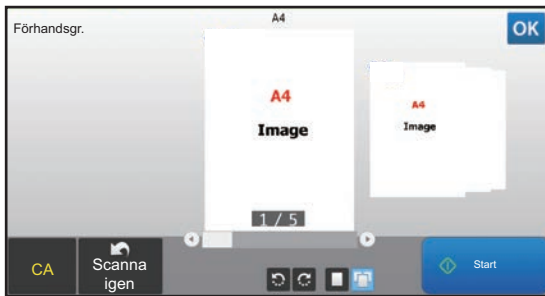 A4
Förhandsgr.
OK
A4
Image
A4
Image
1 / 5
CA
Scanna
igen
Start